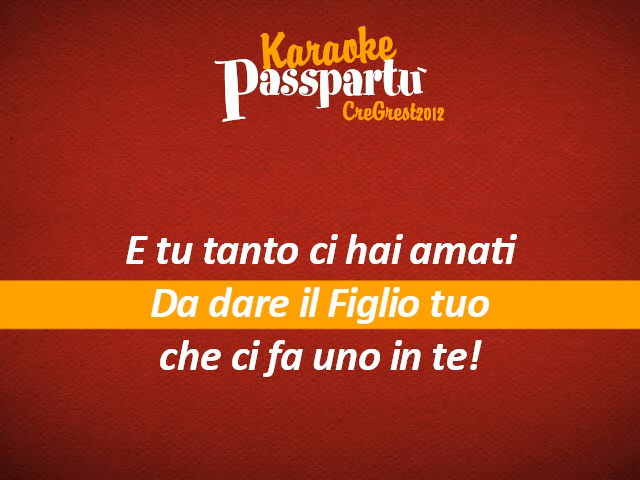 Karaoke
Passpartù
CreGrest2012
E tu tanto ci hai amati
Da dare il Figlio tuo
che ci fa uno in te!